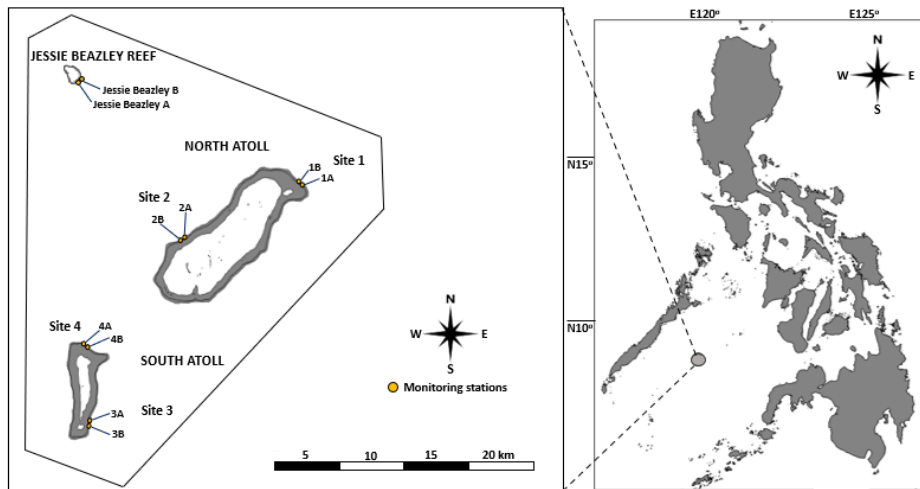 JESSIE BEAZLEY REEF
Jessie Beazley B
Jessie Beazley A
NORTH ATOLL
Site 1
1B
1A
Site 2
2A
2B
Site 4
4A
4B
SOUTH ATOLL
3A
Site 3
3B
N
W E
S
Monitoring stations
5 10 15 20 km
E120º E125º
N
W E
S
N15º
N10º